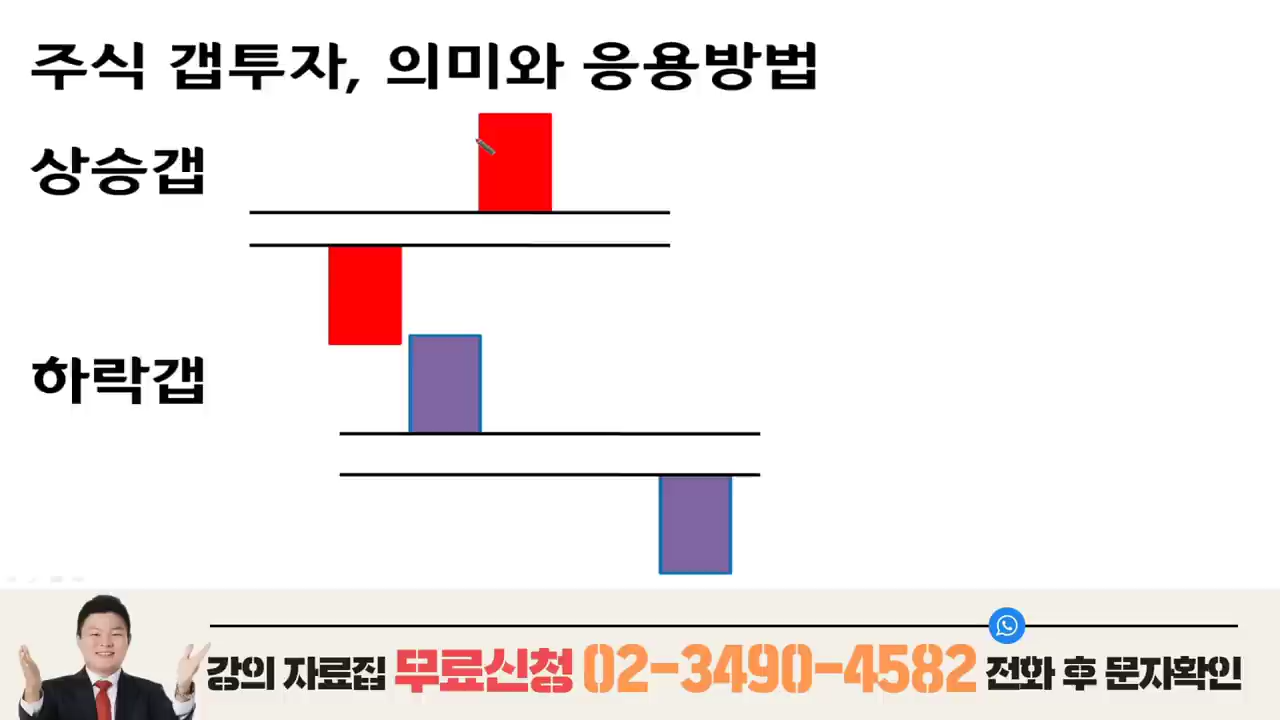 주식 갭투자, 의미와 응용방법
상승갭
하락갭
강의 자료집 무료신청 02-3490-4582 전화 후 문자확인